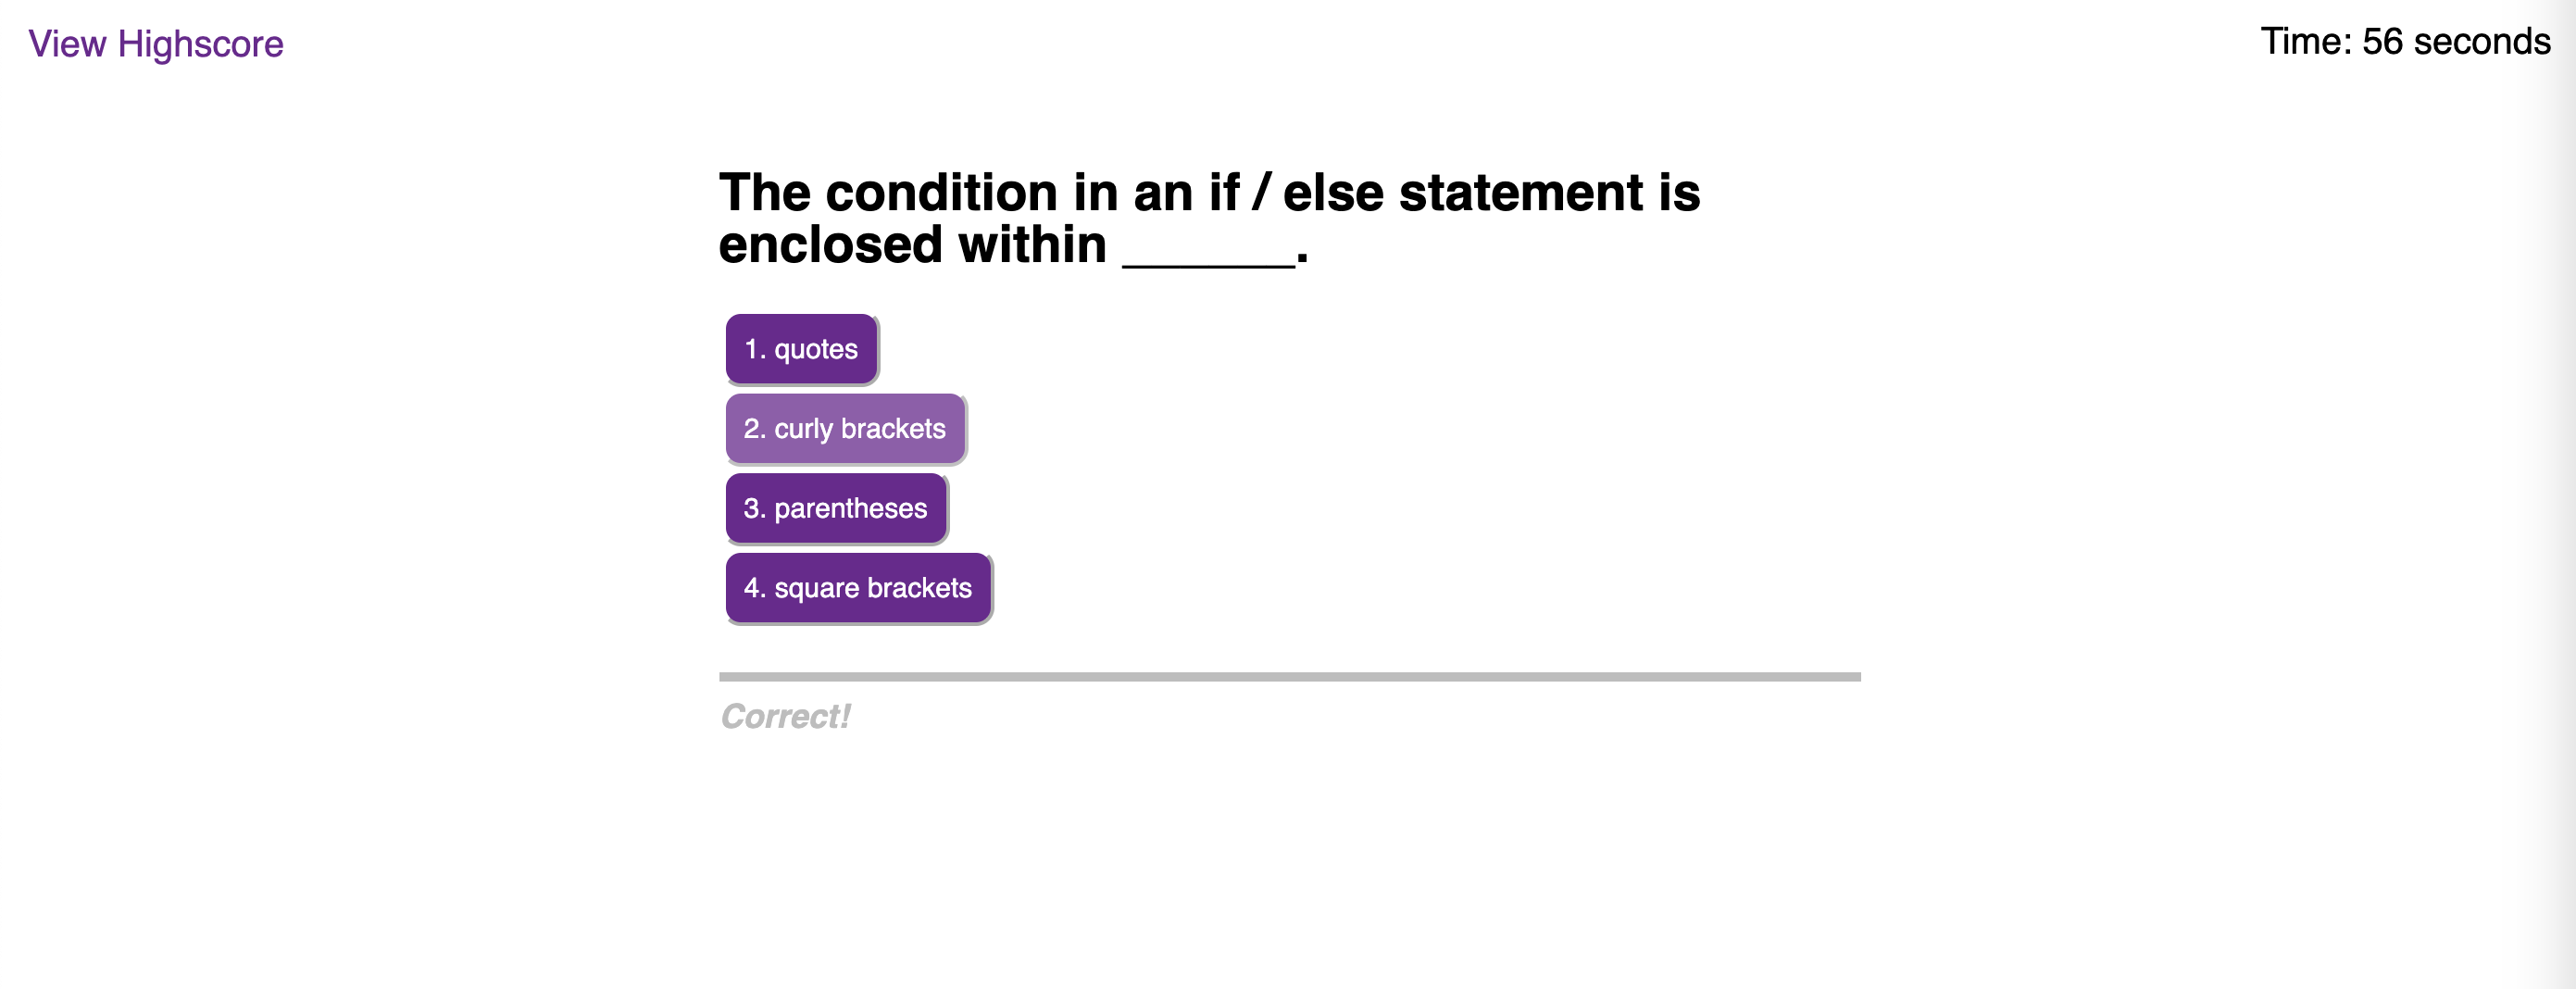 View Highscore
Time: 56 seconds
The condition in an if / else statement is
enclosed within ______.
1. quotes
2. curly brackets
3. parentheses
4. square brackets
Correct!